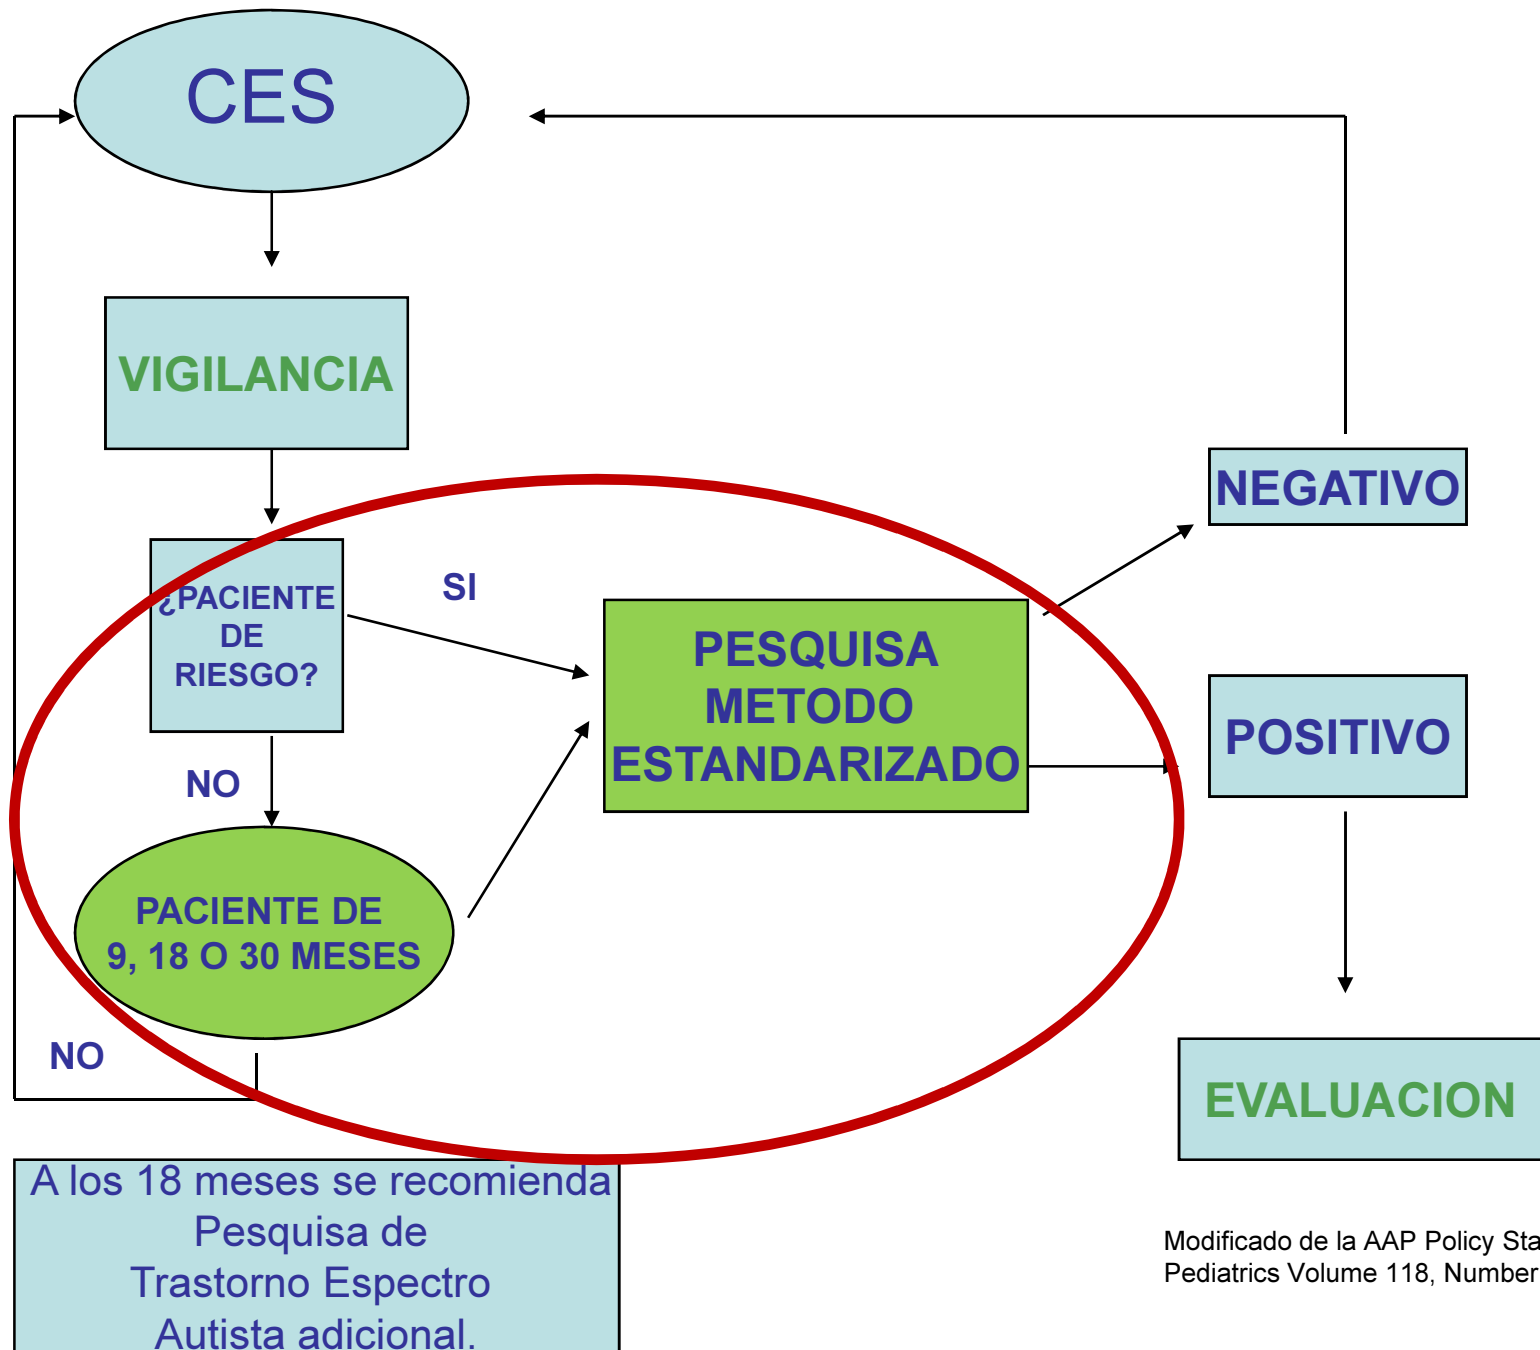 CES
VIGILANCIA
NEGATIVO
¿PACIENTE
DE
RIESGO?
SI
PESQUISA
METODO
ESTANDARIZADO
POSITIVO
NO
PACIENTE DE
9, 18 O 30 MESES
NO
EVALUACION
A los 18 meses se recomienda
Pesquisa de
Trastorno Espectro
Autista adicional.
Modificado de la AAP Policy
Pediatrics Volume 118, Number